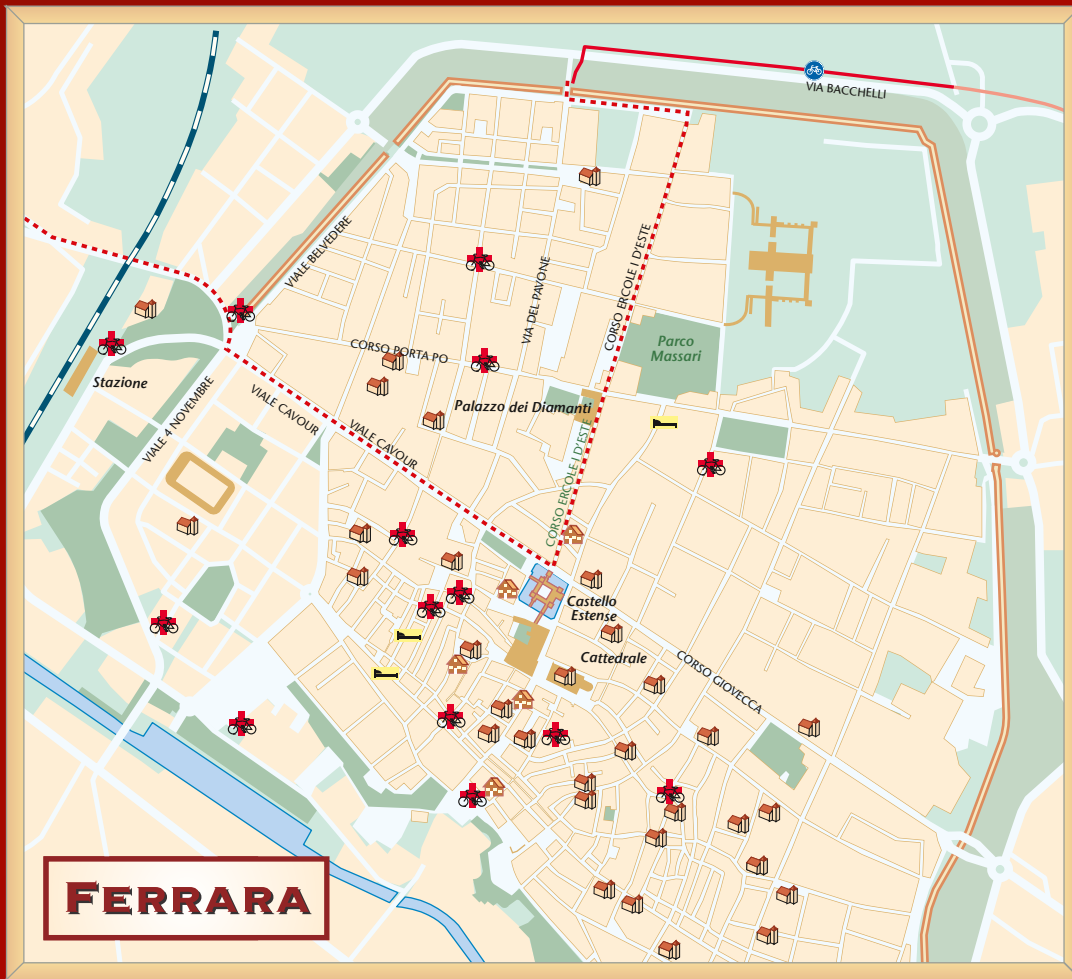 VIA BACCHELLI
VIALE BELVEDERE
VIA DEL PAVONE
CORSO ERCOLE I D'ESTE
CORSO PORTA PO
Parco
Massari
Stazione
VIALE 4 NOVEMBRE
VIALE CAVOUR
VIALE CAVOUR
Palazzo dei Diamanti
CORSO ERCOLE I D'ESTE
Castello
Estense
Cattedrale
CORSO GIOVECCA
FERRARA